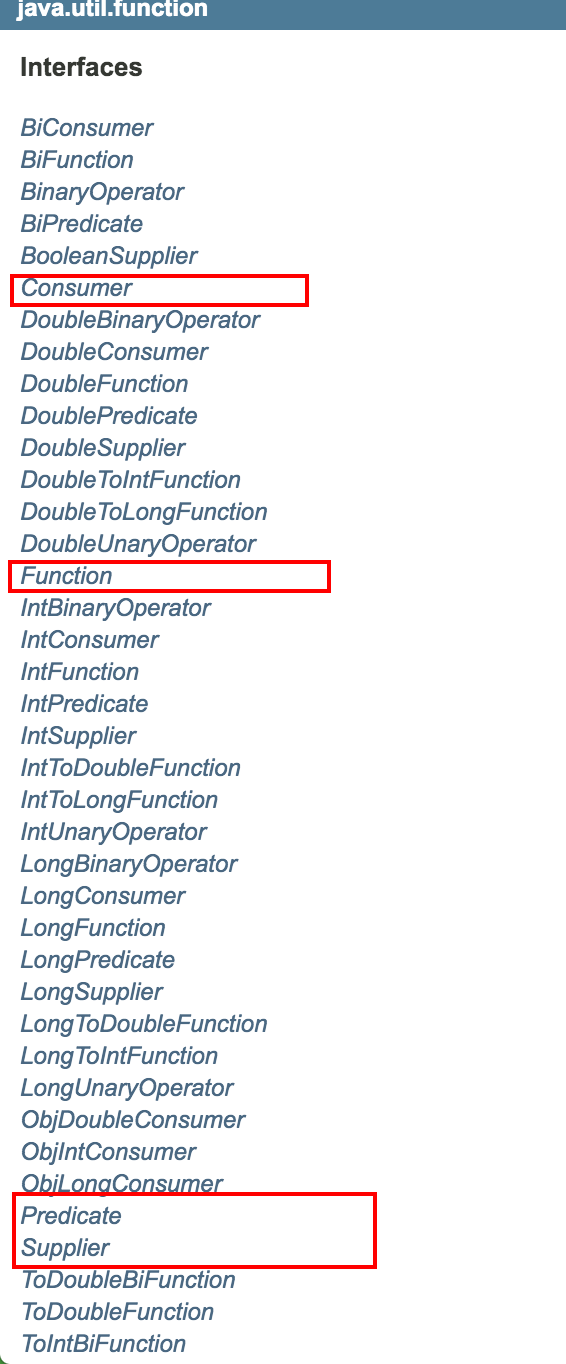 java.util.function
Interfaces
BiConsumer
BiFunction
BinaryOperator
BiPredicate
BooleanSupplier
Consumer
DoubleBinaryOperator
DoubleConsumer
DoubleFunction
DoublePredicate
DoubleSupplier
DoubleToIntFunction
DoubleToLongFunction
DoubleUnaryOperator
Function
IntBinaryOperator
IntConsumer
IntFunction
IntPredicate
IntSupplier
IntToDoubleFunction
IntToLongFunction
IntUnaryOperator
LongBinaryOperator
LongConsumer
LongFunction
LongPredicate
LongSupplier
LongToDoubleFunction
LongToIntFunction
LongUnaryOperator
ObjDoubleConsumer
ObjIntConsumer
ObjLongConsumer
Predicate
Supplier
ToDoubleBiFunction
ToDoubleFunction
ToIntBiFunction